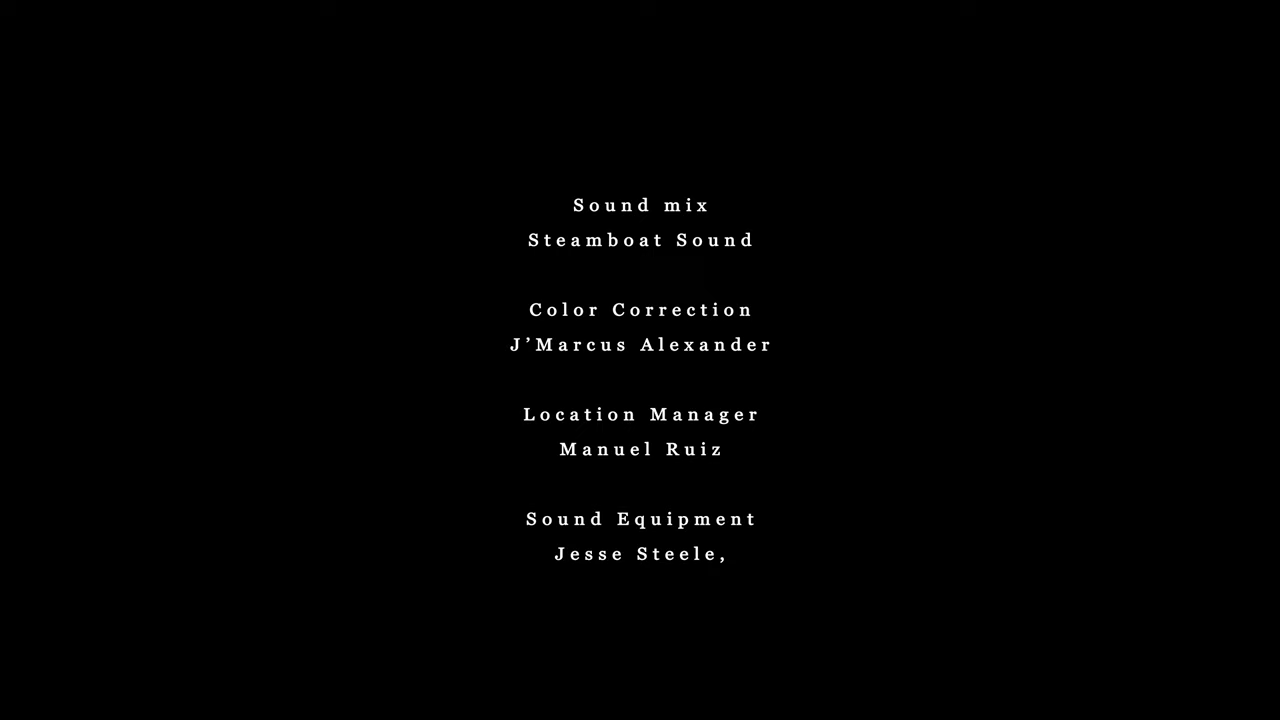 Sound mix
Steamboat Sound
Color Correction
J’Marcus Alexander
Location Manager
Manuel Ruiz
Sound Equipment
Jesse Steele,